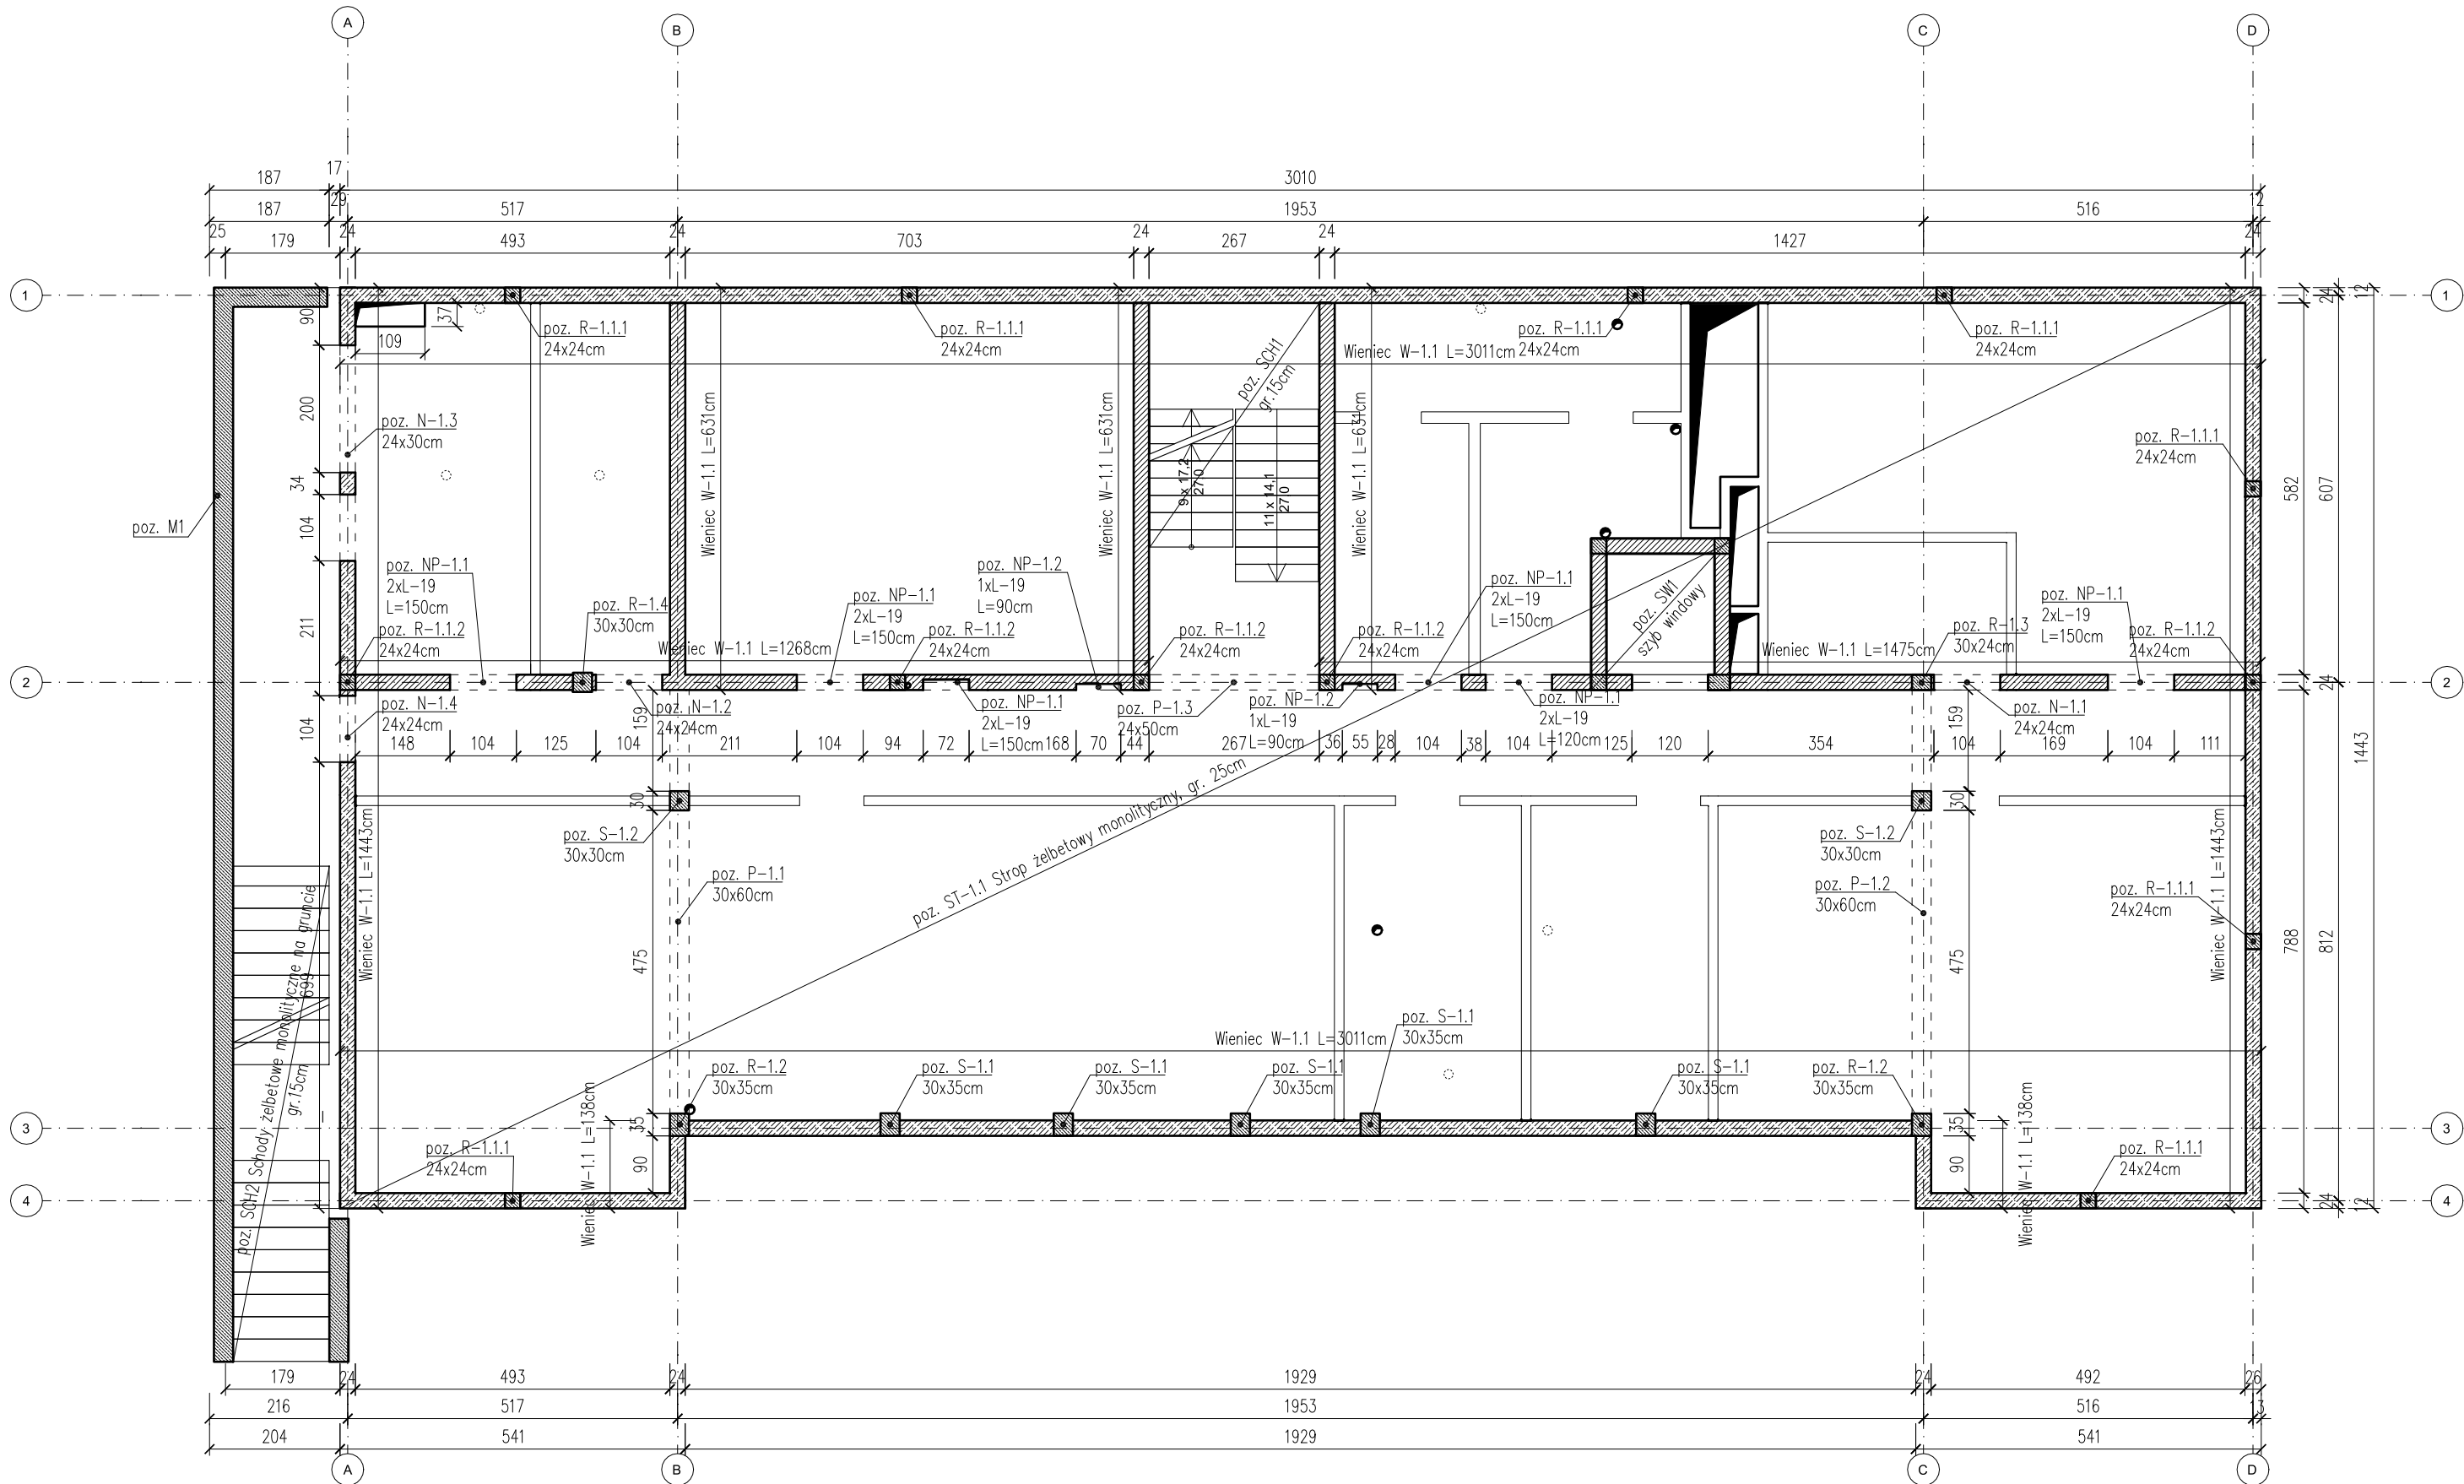 A
B
C
D
187
17
3010
187
29
517
1953
516
12
25
179
24
493
24
703
24
267
24
1427
24
1
1
90
37
109
poz. R-1.1.1
24x24cm
poz. R-1.1.1
24x24cm
poz. R-1.1.1
24x24cm
poz. R-1.1.1
24x24cm
24
12
Wieniec W-1.1 L=3011cm
poz. SCH1
gr.15cm
200
poz. N-1.3
24x30cm
Wieniec W-1.1 L=631cm
Wieniec W-1.1 L=631cm
Wieniec W-1.1 L=631cm
9 x 17,2
27,0
11 x 14,1
27,0
poz. R-1.1.1
24x24cm
34
104
582
607
poz. M1
poz. NP-1.1
2xL-19
L=150cm
poz. R-1.4
30x30cm
poz. NP-1.1
2xL-19
L=150cm
poz. NP-1.2
1xL-19
L=90cm
poz. NP-1.1
2xL-19
L=150cm
poz. SW1
szyb windowy
poz. NP-1.1
2xL-19
L=150cm
211
poz. R-1.1.2
24x24cm
Wieniec W-1.1 L=1268cm
poz. R-1.1.2
24x24cm
poz. R-1.1.2
24x24cm
poz. R-1.1.2
24x24cm
Wieniec W-1.1 L=1475cm
poz. R-1.3
30x24cm
poz. R-1.1.2
24x24cm
2
2
24
104
poz. N-1.4
24x24cm
159
poz. N-1.2
24x24cm
poz. NP-1.1
2xL-19
L=150cm
poz. P-1.3
24x50cm
poz. NP-1.2
1xL-19
L=90cm
poz. NP-1.1
2xL-19
L=120cm
159
poz. N-1.1
24x24cm
148
104
125
104
211
104
94
72
168
70
44
267
36
55
28
104
38
104
125
120
354
104
169
104
111
1443
30
poz. S-1.2
30x30cm
30
poz. S-1.2
30x30cm
Wieniec W-1.1 L=1443cm
poz. ST-1.1 Strop żelbetowy monolityczny, gr. 25cm
Wieniec W-1.1 L=1443cm
poz. P-1.1
30x60cm
poz. P-1.2
30x60cm
poz. R-1.1.1
24x24cm
475
475
788
812
699
poz. SCH2 Schody żelbetowe monolityczne na gruncie
gr.15cm
Wieniec W-1.1 L=3011cm
poz. S-1.1
30x35cm
poz. R-1.2
30x35cm
poz. S-1.1
30x35cm
poz. S-1.1
30x35cm
poz. S-1.1
30x35cm
poz. S-1.1
30x35cm
poz. R-1.2
30x35cm
3
35
35
3
Wieniec W-1.1 L=138cm
Wieniec W-1.1 L=138cm
poz. R-1.1.1
24x24cm
90
90
poz. R-1.1.1
24x24cm
4
24
12
4
179
24
493
24
1929
24
492
26
216
517
1953
516
13
204
541
1929
541
A
B
C
D